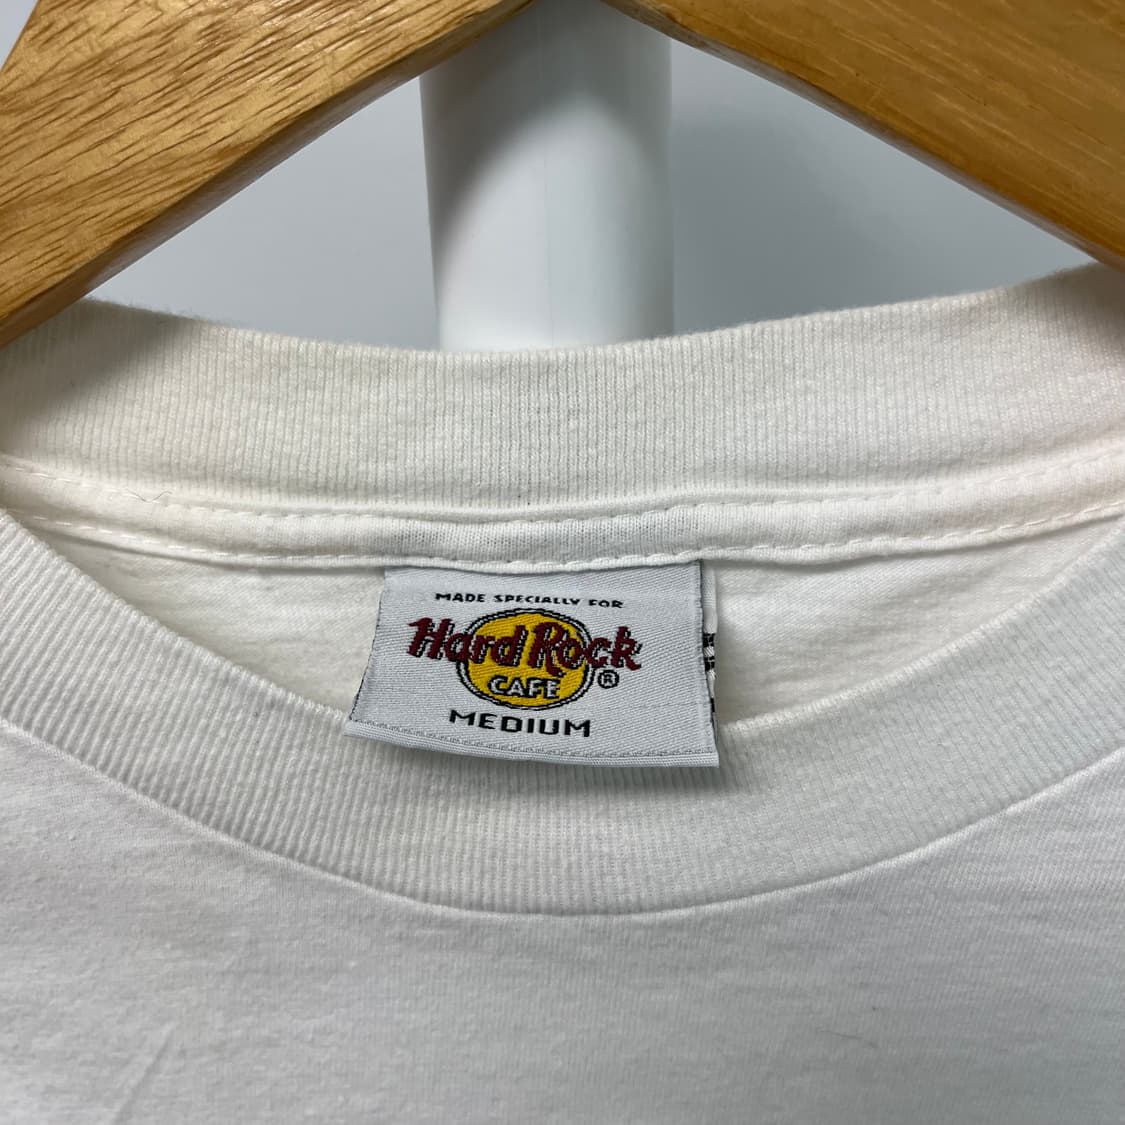 MADE SPECIALLY FOR
Hard Rock
CAFE ®
MEDIUM